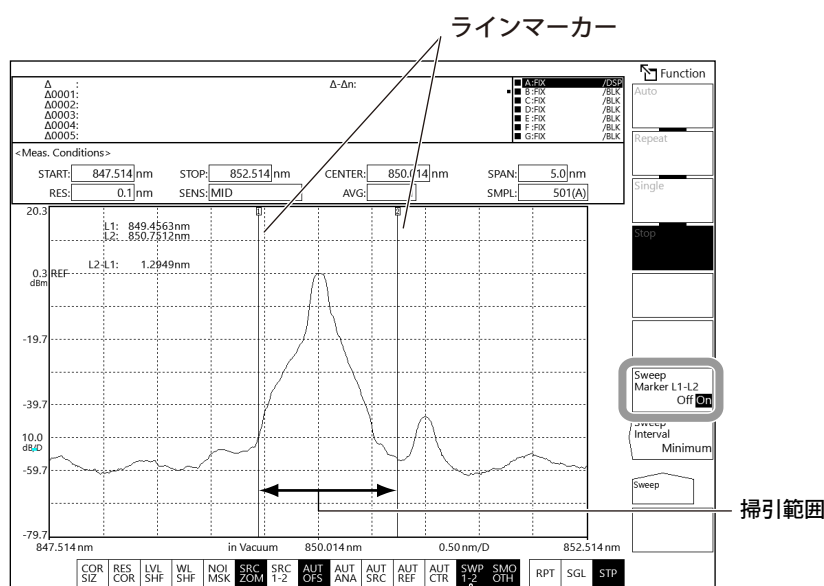 ラインマーカー
Function
Δ :
Δ0001:
Δ0002:
Δ0003:
Δ0004:
Δ0005:
Δ-Δn:
A:FIX /DSP
B:FIX /BLK
C:FIX /BLK
D:FIX /BLK
E:FIX /BLK
F:FIX /BLK
G:FIX /BLK
Auto
Repeat
Single
Stop
<Meas. Conditions>
START: 847.514 nm STOP: 852.514 nm CENTER: 850.014 nm SPAN: 5.0 nm
RES: 0.1 nm SENS: MID AVG: SMPL: 501(A)
20.3
1
2
L1: 849.4563nm
L2: 850.7512nm
L2-L1: 1.2949nm
0.3 REF
dBm
-19.7
-39.7
10.0
dB/D
-59.7
-79.7
Sweep
Marker L1-L2
Off On
Sweep
Interval
Minimum
Sweep
掃引範囲
847.514 nm in Vacuum 850.014 nm 0.50 nm/D 852.514 nm
COR SIZ
RES COR
LVL SHF
WL SHF
NOI MSK
SRC ZOM
SRC 1-2
AUT OFS
AUT ANA
AUT SRC
AUT REF
AUT CTR
SWP 1-2
SMO OTH
RPT
SGL
STP